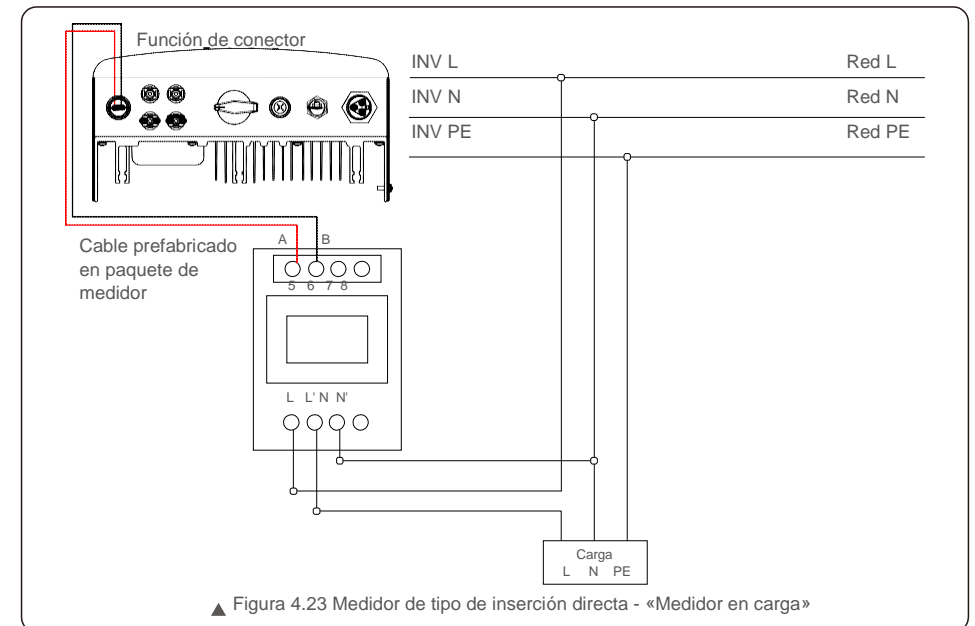 Función de conector
INV L
Red L
INV N
Red N
INV PE
Red PE
Cable prefabricado
en paquete de
medidor
A B
5 6 7 8
L L' N N'
Carga
L N PE
▲ Figura 4.23 Medidor de tipo de inserción directa - «Medidor en carga»